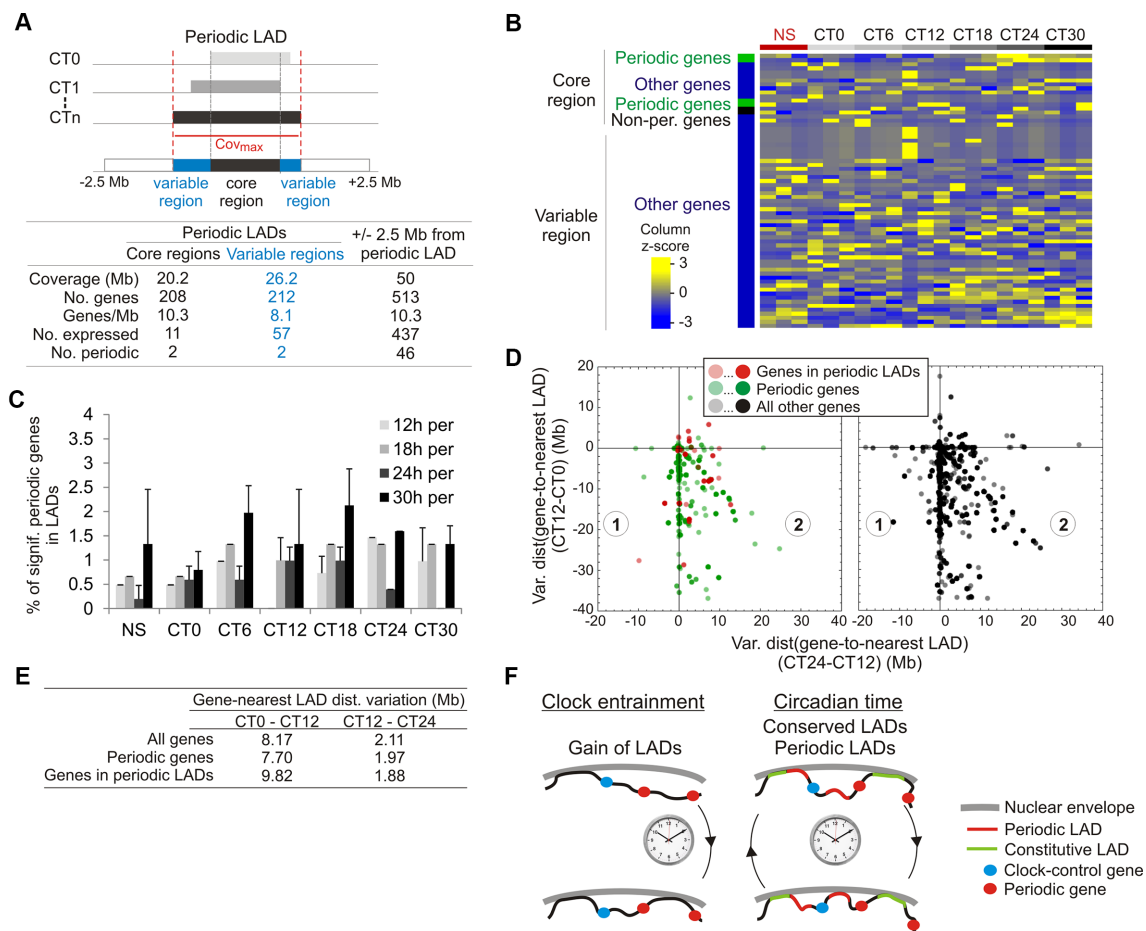 A
Periodic LAD
CT0
CT1
CTn
Covmax
-2.5 Mb
variable region
core region
variable region
+2.5 Mb
Periodic LADs
+/- 2.5 Mb from periodic LAD
Core regions Variable regions
Coverage (Mb) 20.2 26.2 50
No. genes 208 212 513
Genes/Mb 10.3 8.1 10.3
No. expressed 11 57 437
No. periodic 2 2 46
B
NS CT0 CT6 CT12 CT18 CT24 CT30
Core region
Periodic genes
Other genes
Periodic genes
Non-per. genes
Variable region
Other genes
Column z-score
3
0
-3
C
% of signif. periodic genes in LADs
4
3.5
3
2.5
2
1.5
1
0.5
0
12h per
18h per
24h per
30h per
NS CT0 CT6 CT12 CT18 CT24 CT30
D
Var. dist(gene-to-nearest LAD) (CT12-CT0) (Mb)
20
10
0
-10
-20
-30
-40
... Genes in periodic LADs
... Periodic genes
... All other genes
1
2
1
2
-20 -10 0 10 20 30 40
-20 -10 0 10 20 30 40
Var. dist(gene-to-nearest LAD)
(CT24-CT12) (Mb)
E
Gene-nearest LAD dist. variation (Mb)
CT0 - CT12 CT12 - CT24
All genes 8.17 2.11
Periodic genes 7.70 1.97
Genes in periodic LADs 9.82 1.88
F
Clock entrainment
Gain of LADs
Circadian time
Conserved LADs
Periodic LADs
Nuclear envelope
Periodic LAD
Constitutive LAD
Clock-control gene
Periodic gene